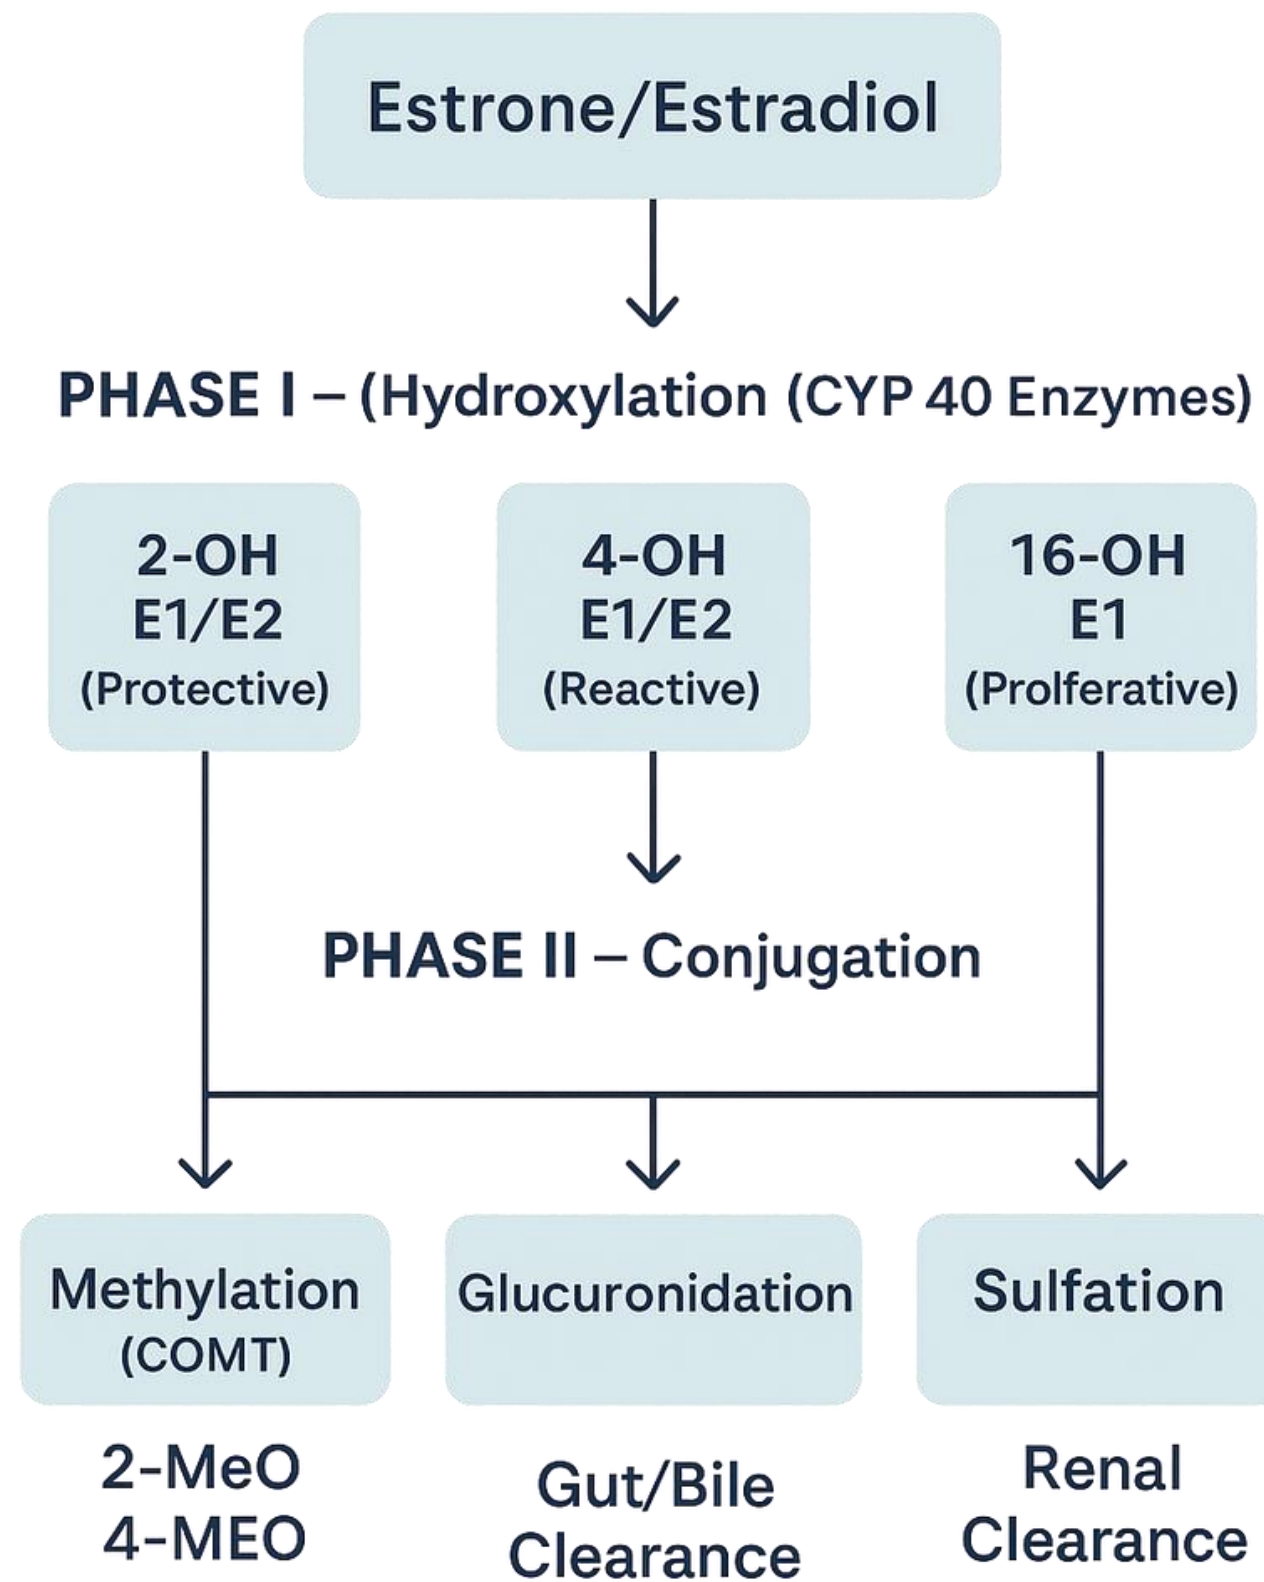 Estrone/Estradiol
PHASE I – (Hydroxylation (CYP 40 Enzymes)
2-OH
E1/E2
(Protective)
4-OH
E1/E2
(Reactive)
16-OH
E1
(Prolferative)
PHASE II – Conjugation
Methylation
(COMT)
Glucuronidation
Sulfation
2-MeO
4-MEO
Gut/Bile
Clearance
Renal
Clearance